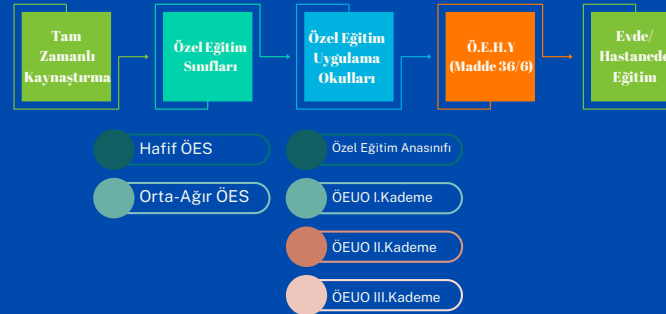 Tam
Zamanlı
Kaynaştırma
Özel Eğitim
Sınıfları
Özel Eğitim
Uygulama
Okulları
Ö.E.H.Y
(Madde 36/6)
Evde/
Hastanede
Eğitim
Hafif ÖES
Orta-Ağır ÖES
Özel Eğitim Anasınıfı
ÖEUO I.Kademe
ÖEUO II.Kademe
ÖEUO III.Kademe